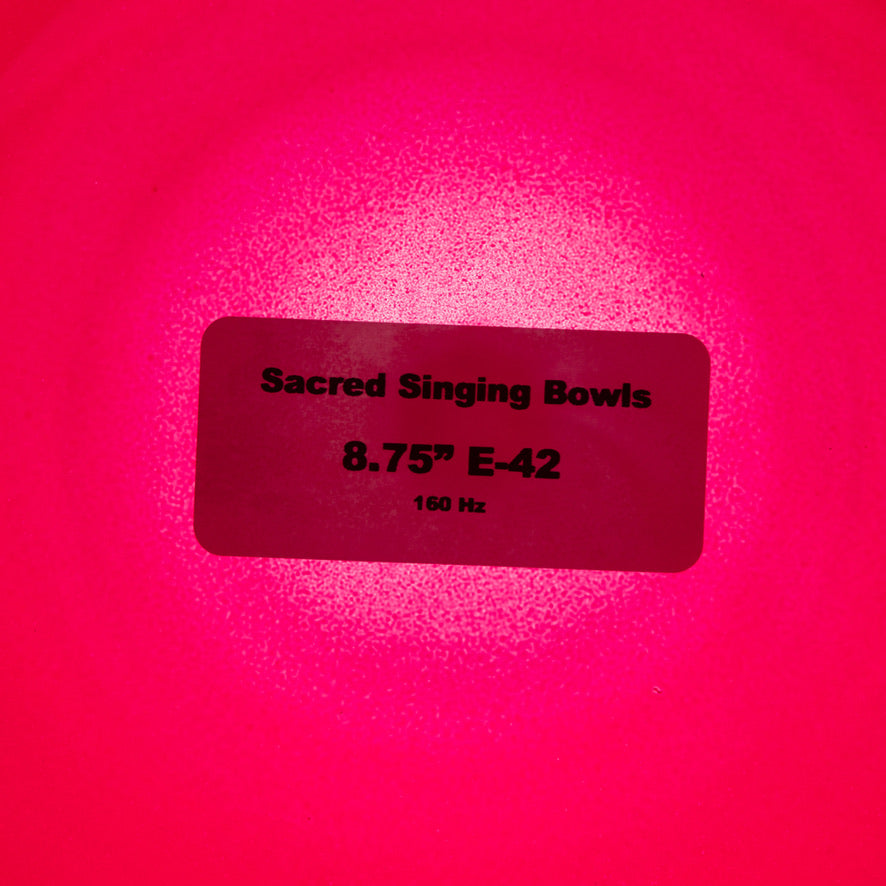 Sacred Singing Bowls
8.75” E-42
160 Hz